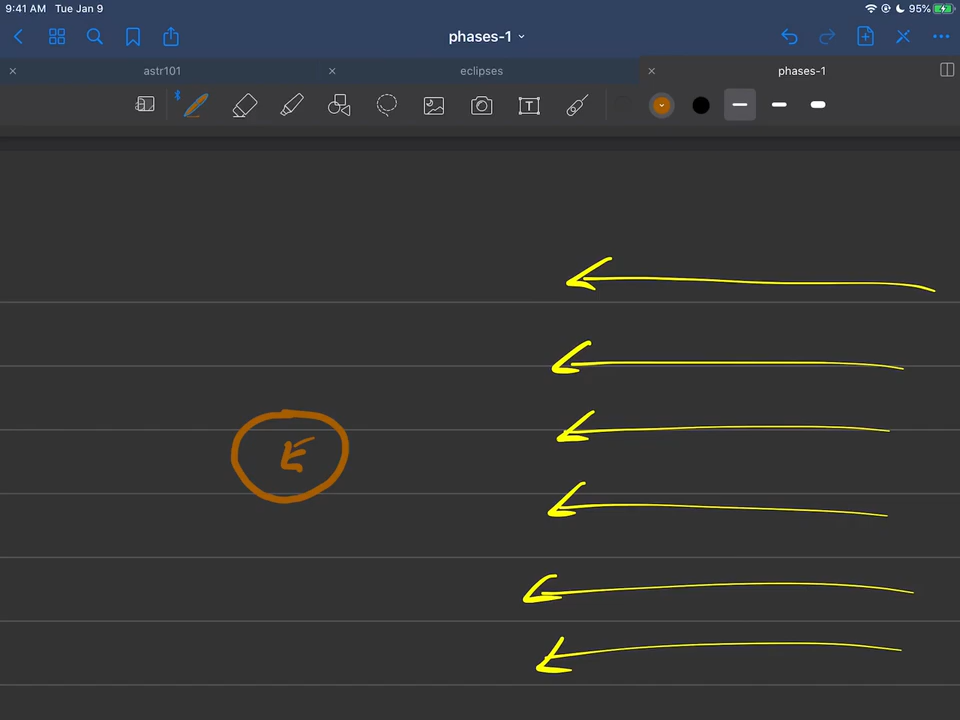 9:41 AM Tue Jan 9 95%
phases-1
astr101 eclipses phases-1
T
E